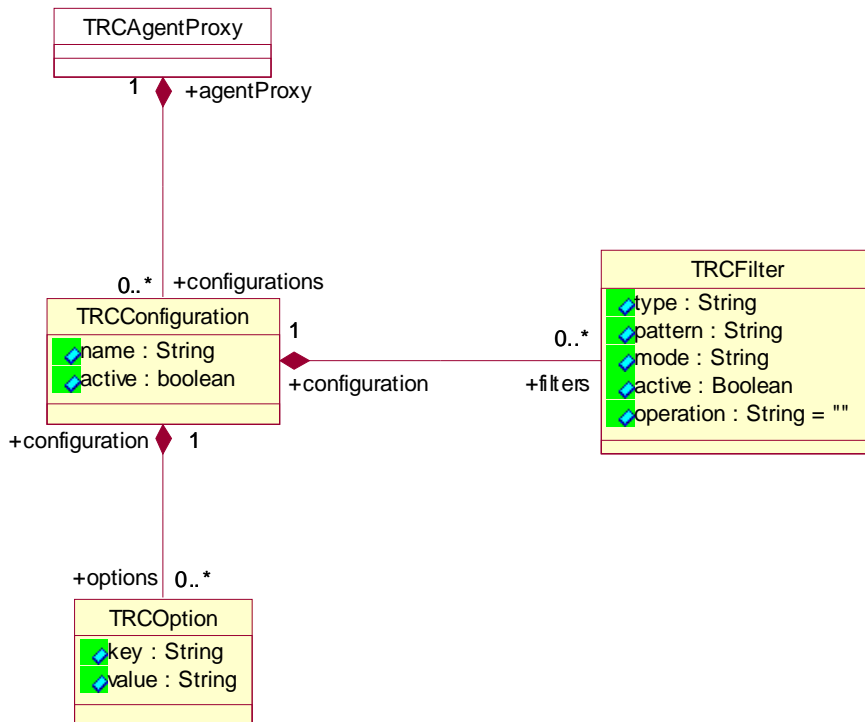 TRCAgentProxy
1
+agentProxy
0..*
+configurations
TRCConfiguration
name : String
active : boolean
1
+configuration
0..*
+filters
TRCFilter
type : String
pattern : String
mode : String
active : Boolean
operation : String = ""
+configuration
1
+options
0..*
TRCOption
key : String
value : String